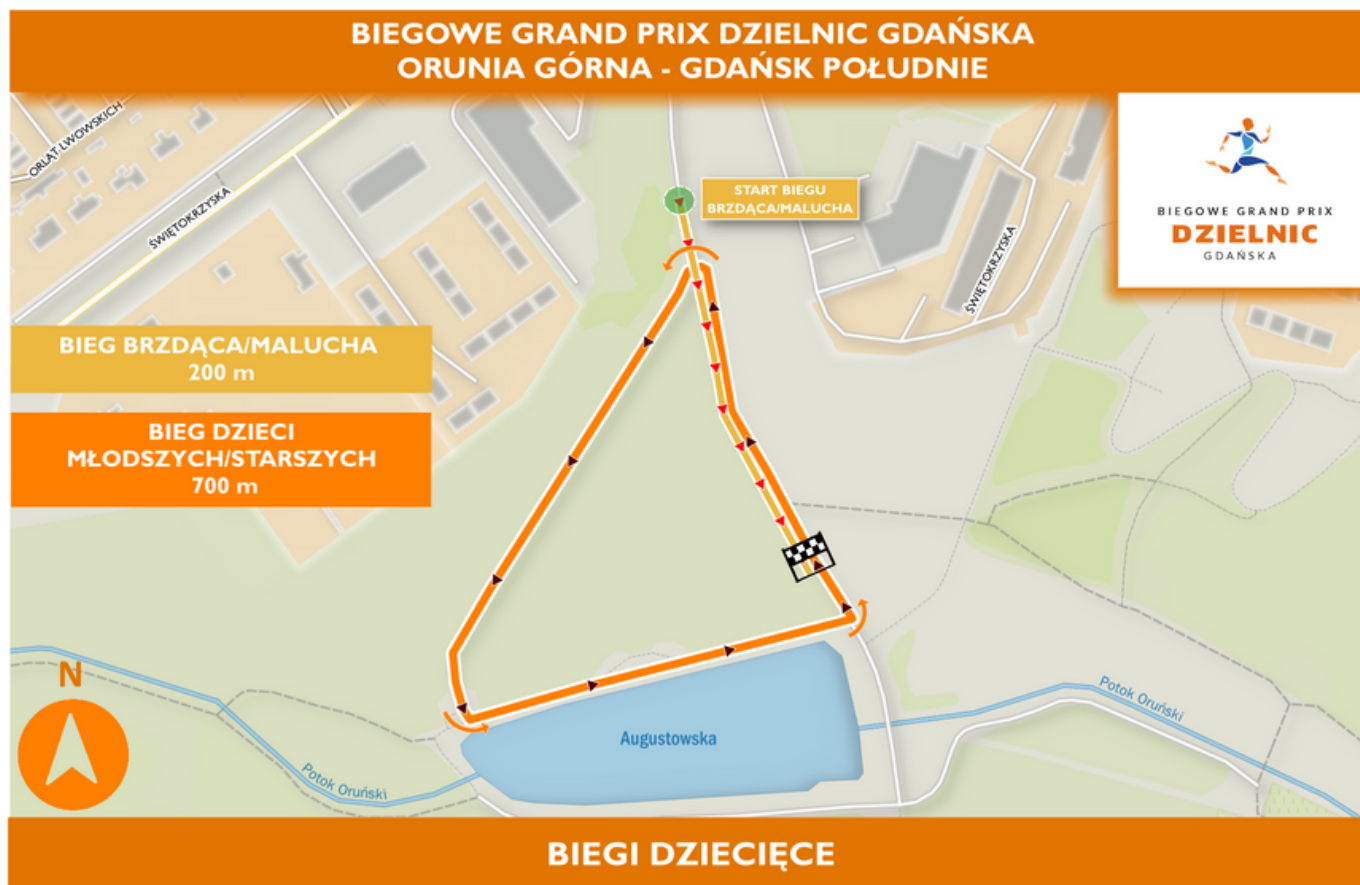 BIEGOWE GRAND PRIX DZIELNIC GDAŃSKA
ORUNIA GÓRNA - GDAŃSK POŁUDNIE
ORLĄT LWOWSKICH
ŚWIĘTOKRZYSKA
START BIEGU
BRZDĄCA/MALUCHA
ŚWIĘTOKRZYSKA
BIEGOWE GRAND PRIX
DZIELNIC
GDAŃSKA
BIEG BRZDĄCA/MALUCHA
200 m
BIEG DZIECI
MŁODSZYCH/STARSZYCH
700 m
N
Augustowska
Potok Oruński
Potok Oruński
BIEGI DZIECIĘCE